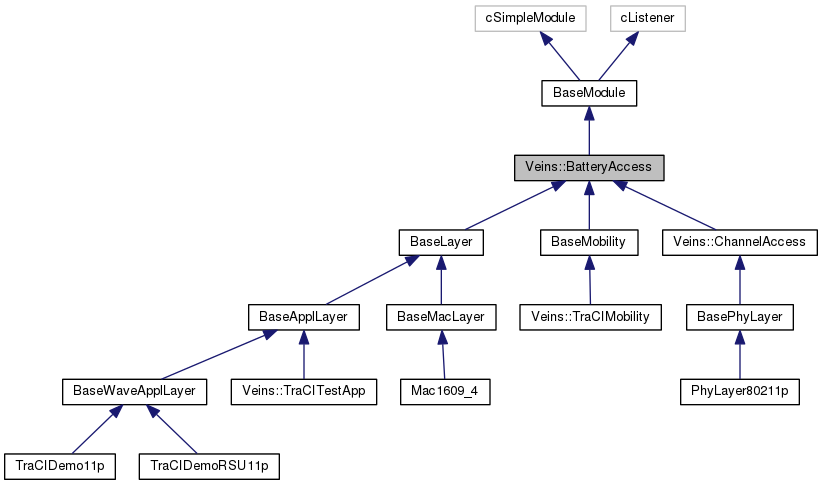 cSimpleModule
cListener
BaseModule
Veins::BatteryAccess
BaseLayer
BaseMobility
Veins::ChannelAccess
BaseApplLayer
BaseMacLayer
Veins::TraCIMobility
BasePhyLayer
BaseWaveApplLayer
Veins::TraCITestApp
Mac1609_4
PhyLayer80211p
TraCIDemo11p
TraCIDemoRSU11p